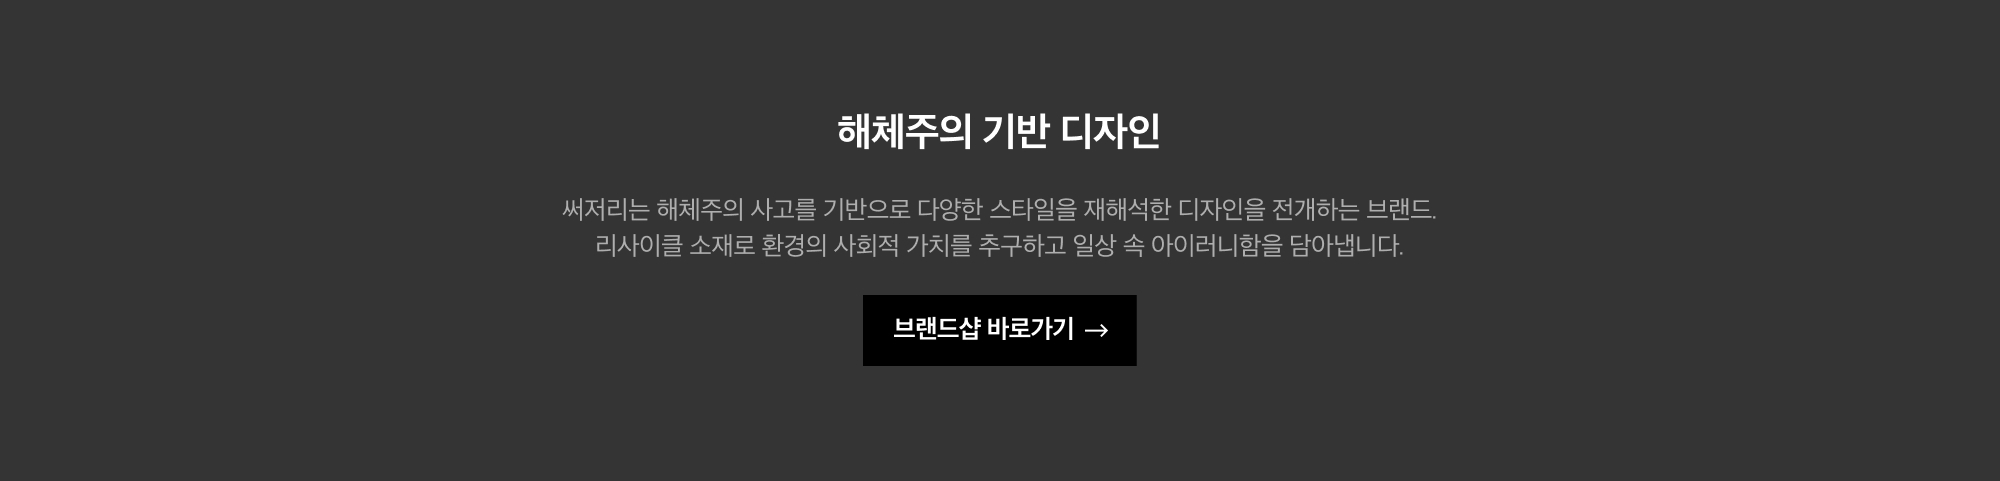 해체주의 기반 디자인
써저리는 해체주의 사고를 기반으로 다양한 스타일을 재해석한 디자인을 전개하는 브랜드.
리사이클 소재로 환경의 사회적 가치를 추구하고 일상 속 아이러니함을 담아냅니다.
브랜드샵 바로가기 →